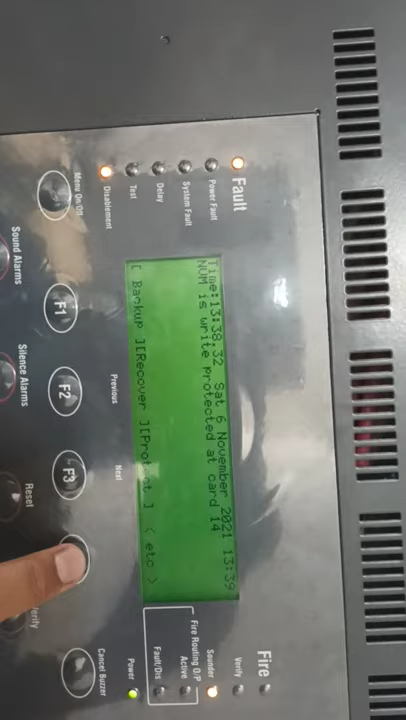 Fault
Power Fault
System Fault
Delay
Test
Disablement
Menu On/Off
Time:13:38.32 Sat 6 November 2021 13:39
NVM is write protected at card 14
[ Backup ][Recover ][Protect ] < etc >
Previous
Next
F1
F2
F3
Sound Alarms
Silence Alarms
Reset
Fire
Verify
Sounder
Fire Routing O/P
Active
Fault/Dis
Power
Cancel Buzzer